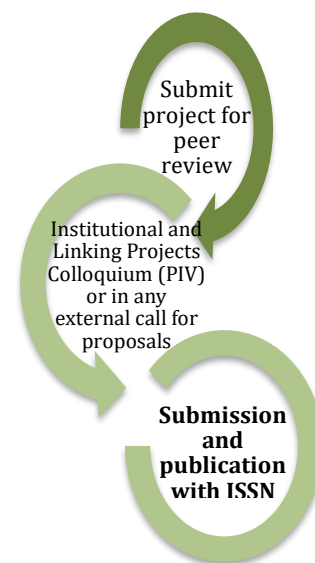 Submit
project for
peer
review
Institutional and
Linking Projects
Colloquium (PIV)
or in any
external call for
proposals
Submission
and
publication
with ISSN